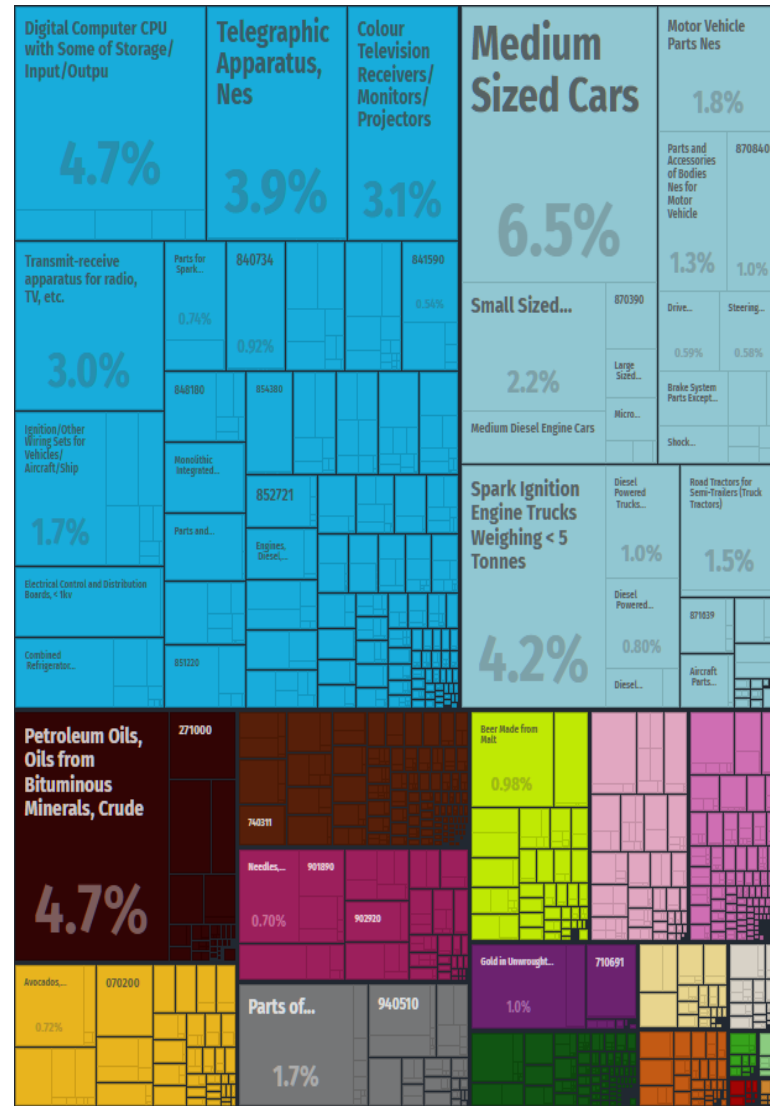 Digital Computer CPU
with Some of Storage/
Input/Outpu
4.7%
Telegraphic
Apparatus,
Nes
3.9%
Colour
Television
Receivers/
Monitors/
Projectors
3.1%
Transmit-receive
apparatus for radio,
TV, etc.
3.0%
Parts for
Spark...
0.74%
840734
0.92%
841590
0.54%
Ignition/Other
Wiring Sets for
Vehicles/
Aircraft/Ship
1.7%
848180
854380
Monolithic
Integrated...
852721
Parts and...
Engines,
Diesel,...
Electrical Control and Distribution
Boards, < 1kv
Combined
Refrigerator...
851220
Medium
Sized Cars
6.5%
Motor Vehicle
Parts Nes
1.8%
Parts and
Accessories
of Bodies
Nes for
Motor
Vehicle
1.3%
870840
1.0%
Small Sized...
2.2%
870390
Large
Sized...
Micro...
Medium Diesel Engine Cars
Drive...
0.59%
Steering...
0.58%
Brake System
Parts Except...
Shock...
Spark Ignition
Engine Trucks
Weighing < 5
Tonnes
4.2%
Diesel
Powered
Trucks...
1.0%
Diesel
Powered...
0.80%
Diesel...
Road Tractors for
Semi-Trailers (Truck
Tractors)
1.5%
871639
Aircraft
Parts...
Petroleum Oils,
Oils from
Bituminous
Minerals, Crude
4.7%
271000
740311
Needles,...
0.70%
901890
902920
Beer Made from
Malt
0.98%
Gold in Unwrought...
1.0%
710691
Avocados,...
0.72%
070200
Parts of...
1.7%
940510